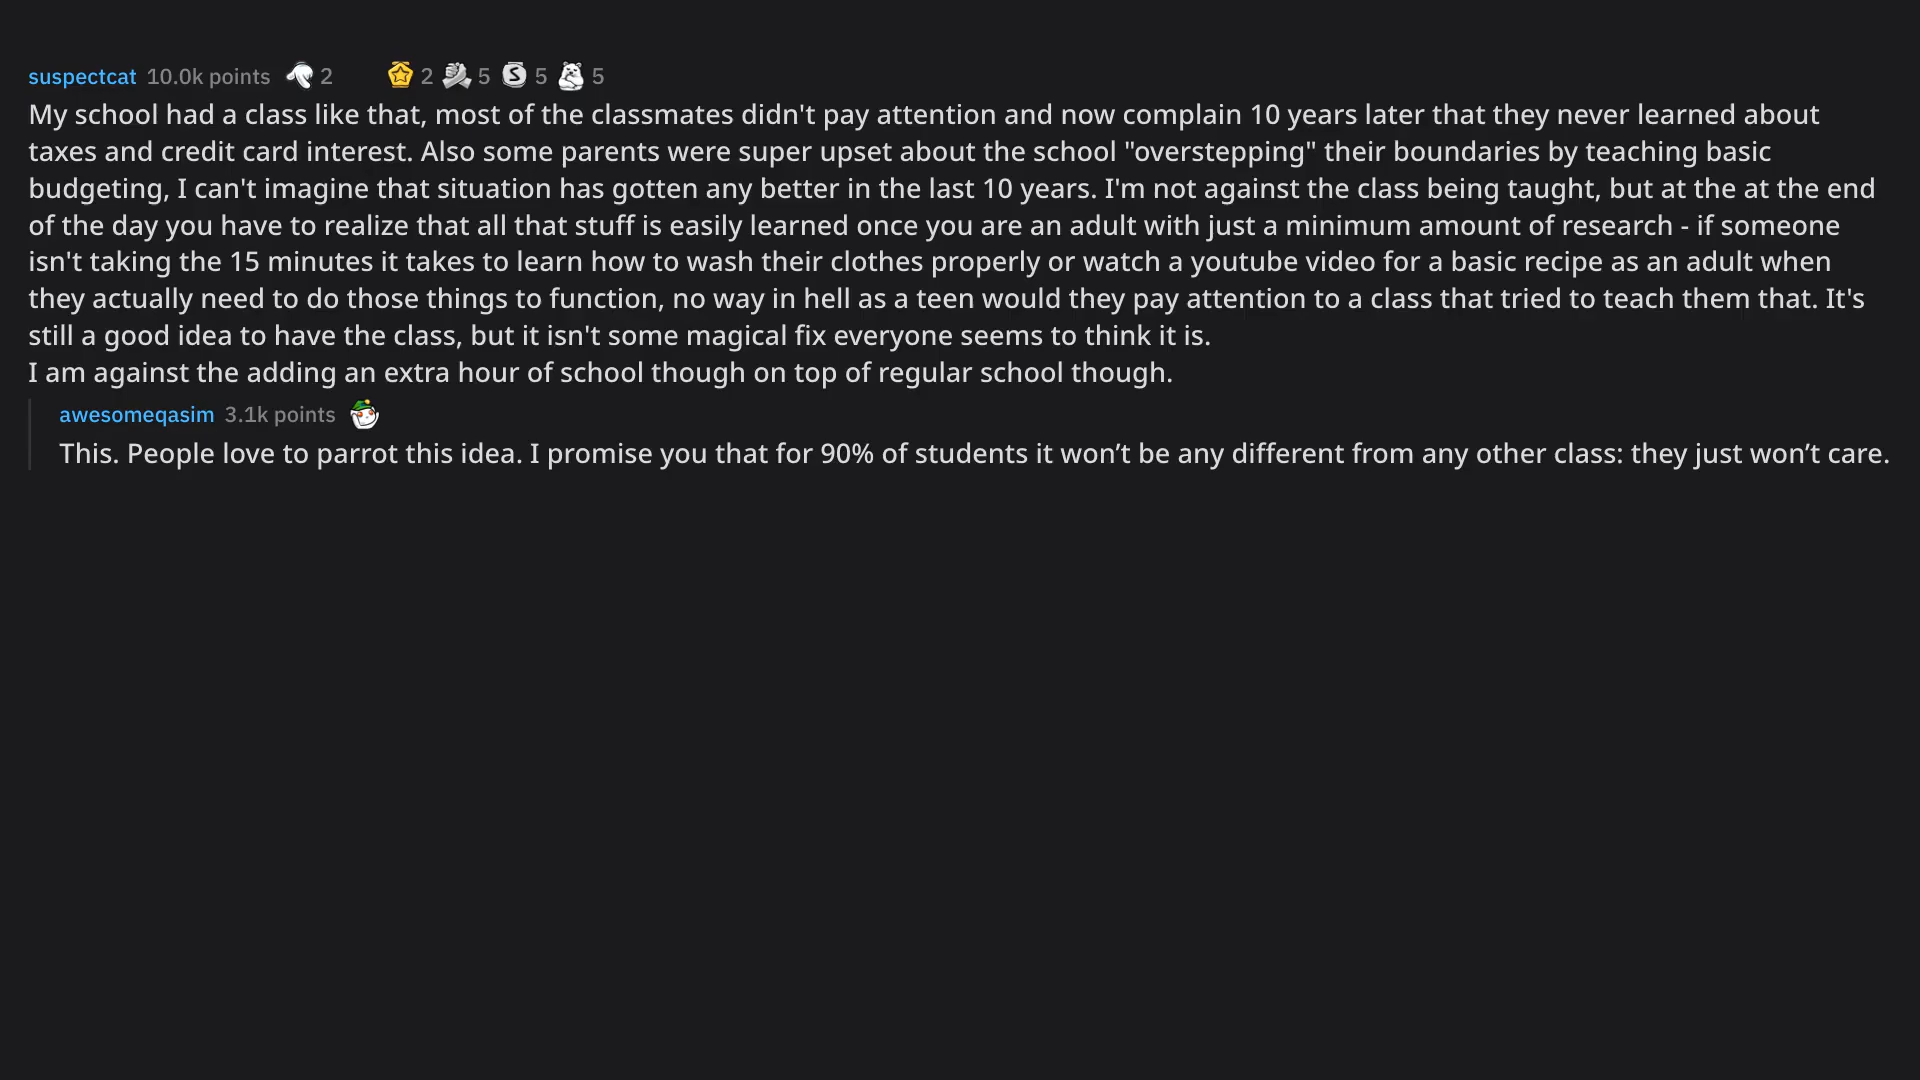 suspectcat 10.0k points 2 2 5 5 5
My school had a class like that, most of the classmates didn't pay attention and now complain 10 years later that they never learned about
taxes and credit card interest. Also some parents were super upset about the school "overstepping" their boundaries by teaching basic
budgeting, I can't imagine that situation has gotten any better in the last 10 years. I'm not against the class being taught, but at the at the end
of the day you have to realize that all that stuff is easily learned once you are an adult with just a minimum amount of research - if someone
isn't taking the 15 minutes it takes to learn how to wash their clothes properly or watch a youtube video for a basic recipe as an adult when
they actually need to do those things to function, no way in hell as a teen would they pay attention to a class that tried to teach them that. It's
still a good idea to have the class, but it isn't some magical fix everyone seems to think it is.
I am against the adding an extra hour of school though on top of regular school though.
awesomeqasim 3.1k points
This. People love to parrot this idea. I promise you that for 90% of students it won’t be any different from any other class: they just won’t care.